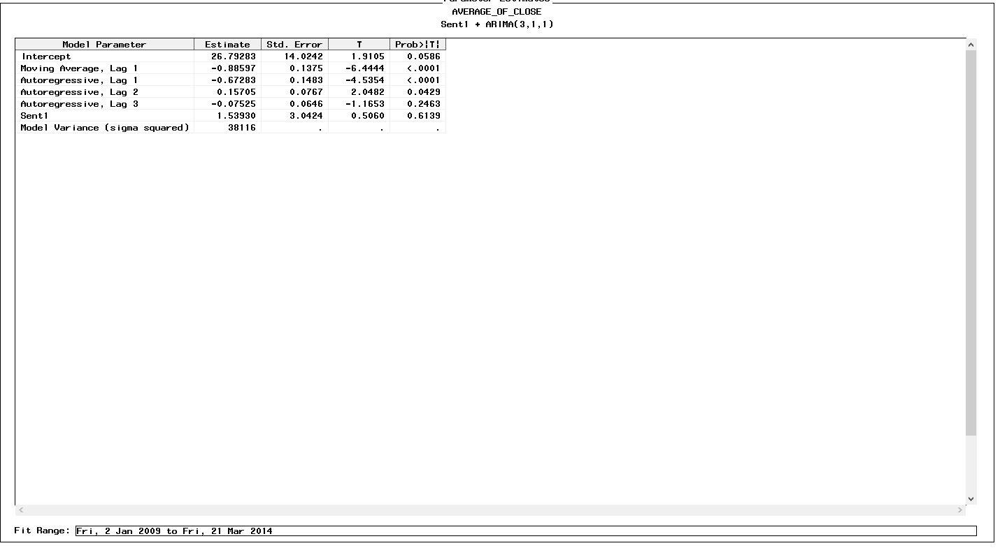 Parameter Estimates
AVERAGE_OF_CLOSE
Sent1 + ARIMA(3,1,1)
Model Parameter Estimate Std. Error T Prob>|T|
Intercept 26.79283 14.0242 1.9105 0.0586
Moving Average, Lag 1 -0.88597 0.1375 -6.4444 <.0001
Autoregressive, Lag 1 -0.67283 0.1483 -4.5354 <.0001
Autoregressive, Lag 2 0.15705 0.0767 2.0482 0.0429
Autoregressive, Lag 3 -0.07525 0.0646 -1.1653 0.2463
Sent1 1.53930 3.0424 0.5060 0.6139
Model Variance (sigma squared) 38116 . . .
Fit Range: Fri, 2 Jan 2009 to Fri, 21 Mar 2014